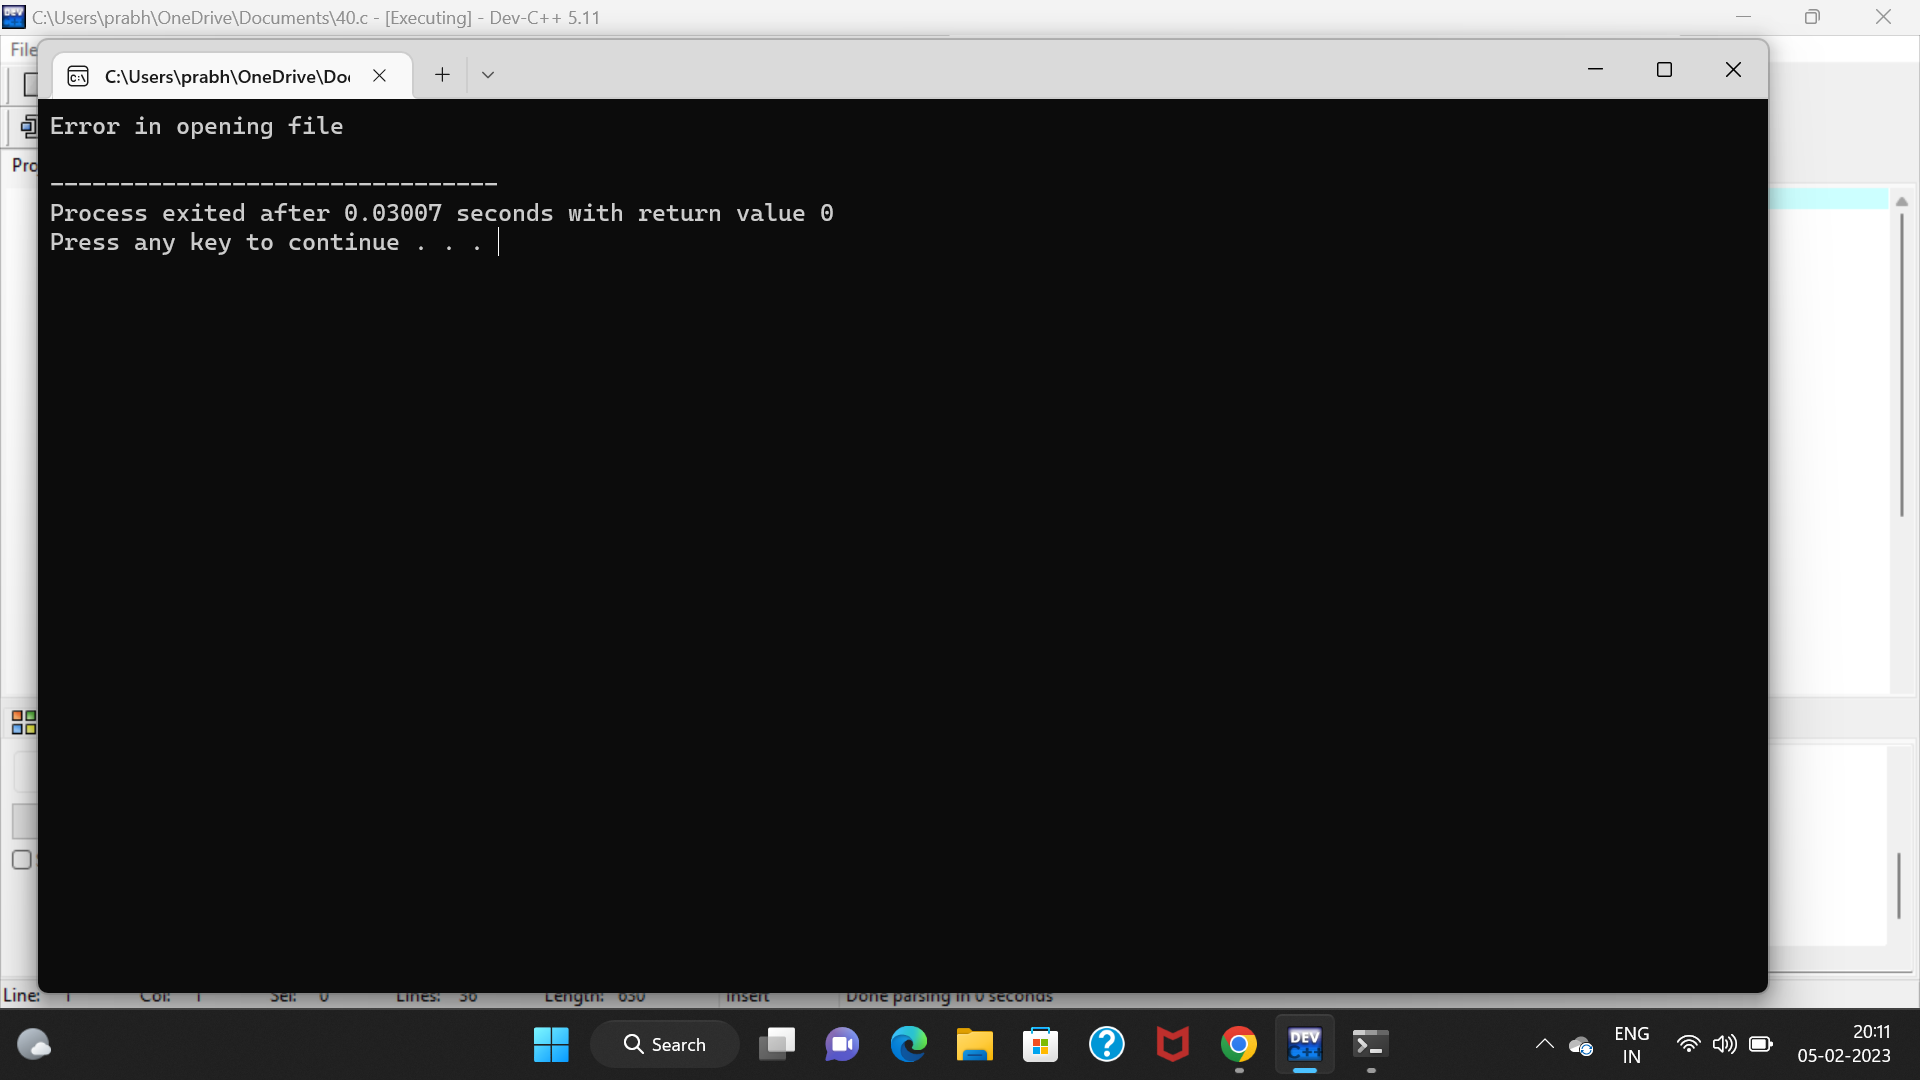 C:\Users\prabh\OneDrive\Documents\40.c - [Executing] - Dev-C++ 5.11
File
C:\Users\prabh\OneDrive\Do
Error in opening file
--------------------------------
Process exited after 0.03007 seconds with return value 0
Press any key to continue . . .
Pro
Line: 1 Col: 1 Sel: 0 Lines: 36 Length: 650 Insert Done parsing in 0 seconds
Search
DEV
C++
ENG
IN
20:11
05-02-2023